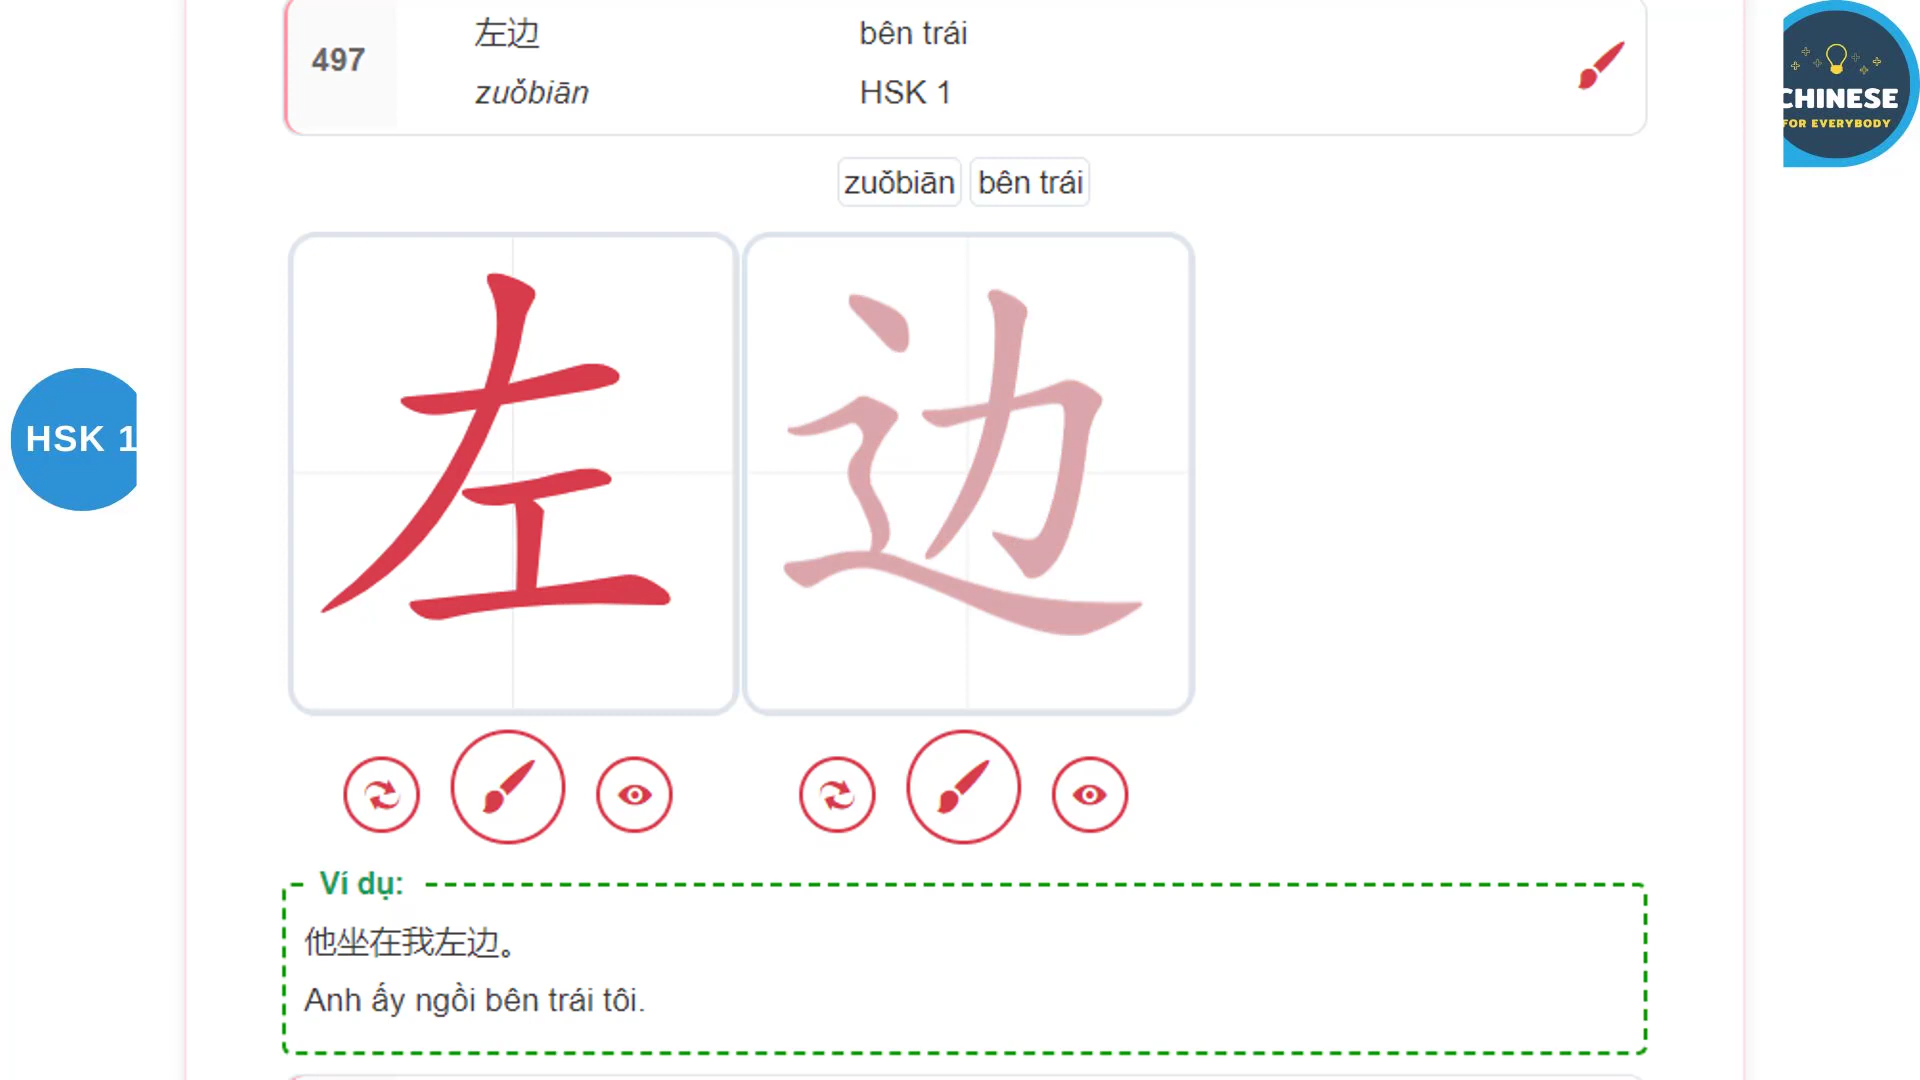 497
左边
zuǒbiān
bên trái
HSK 1
CHINESE
FOR EVERYBODY
zuǒbiān
bên trái
左边
HSK 1
Ví dụ:
他坐在我左边。
Anh ấy ngồi bên trái tôi.